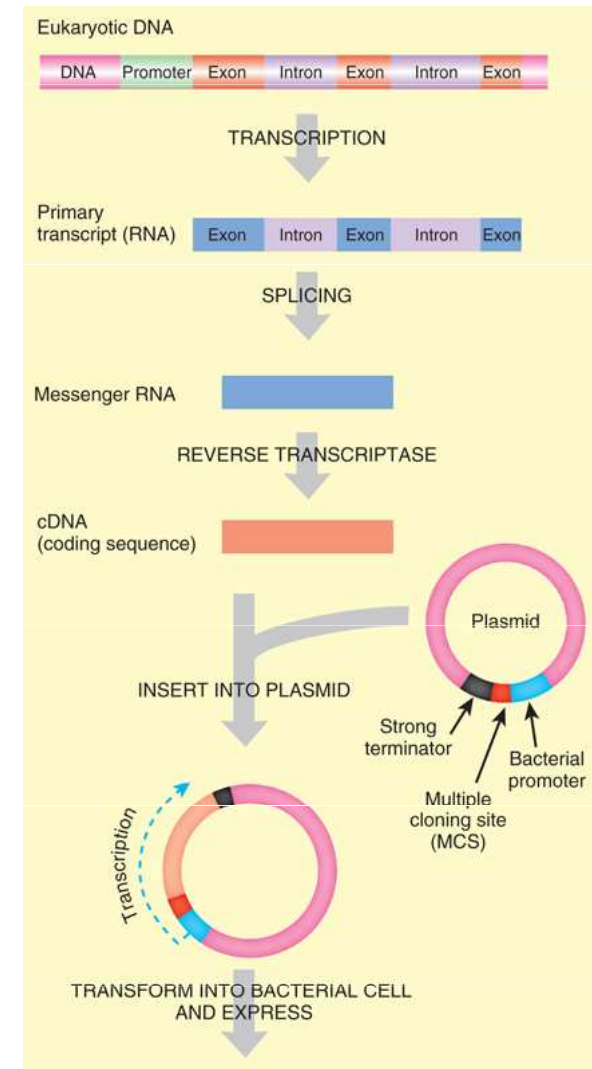 Eukaryotic DNA
DNA Promoter Exon Intron Exon Intron Exon
TRANSCRIPTION
Primary
transcript (RNA)
Exon Intron Exon Intron Exon
SPLICING
Messenger RNA
REVERSE TRANSCRIPTASE
cDNA
(coding sequence)
Plasmid
INSERT INTO PLASMID
Strong
terminator
Bacterial
promoter
Multiple
cloning site
(MCS)
Transcription
TRANSFORM INTO BACTERIAL CELL
AND EXPRESS